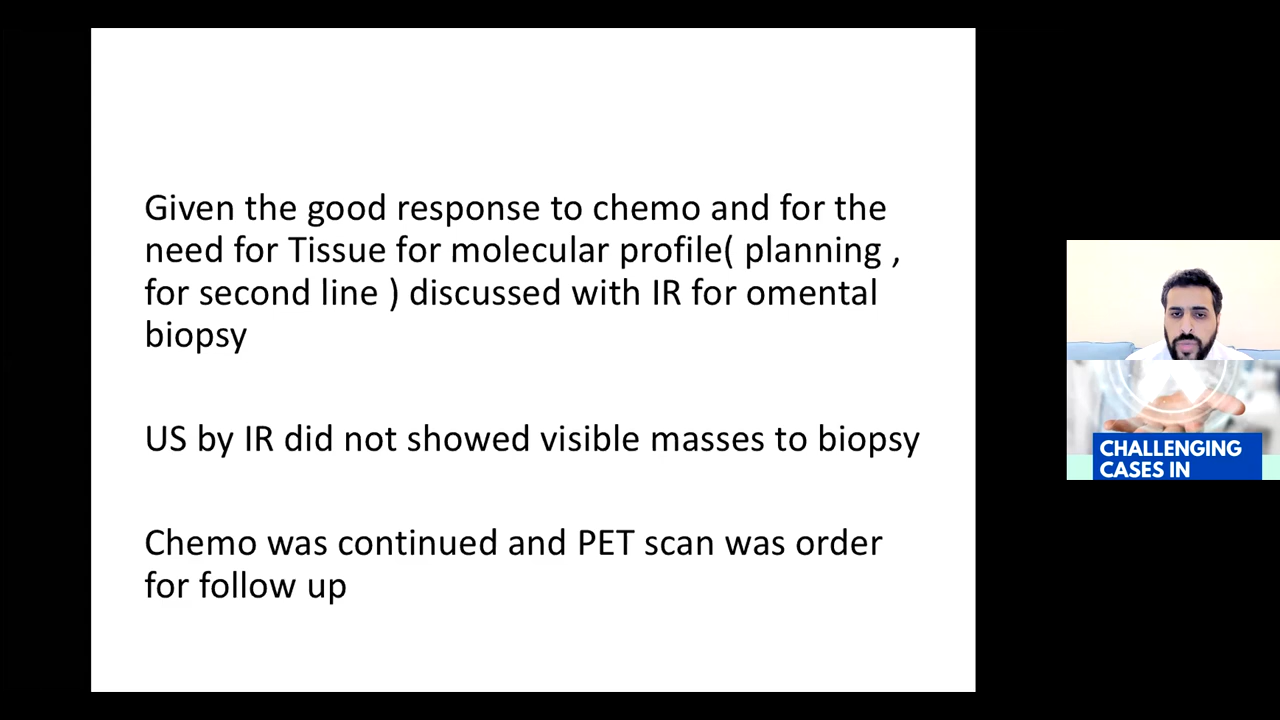 Given the good response to chemo and for the
need for Tissue for molecular profile( planning ,
for second line ) discussed with IR for omental
biopsy
US by IR did not showed visible masses to biopsy
Chemo was continued and PET scan was order
for follow up
CHALLENGING
CASES IN